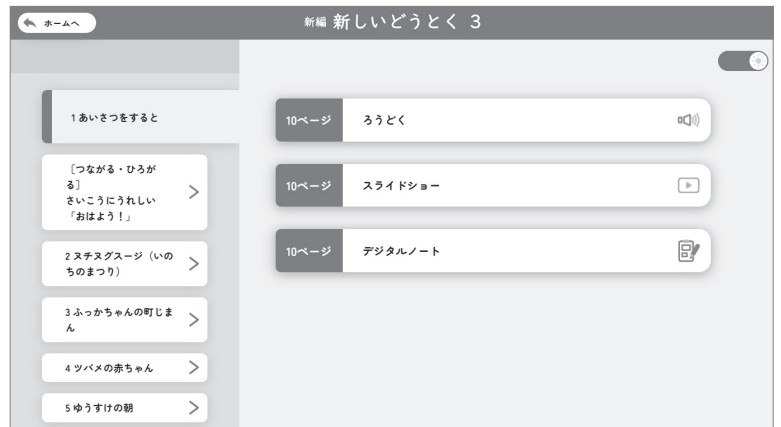 ホームへ
新編 新しいどうとく 3
1 あいさつをすると
［つながる・ひろが
る］
さいこうにうれしい
「おはよう！」
2 ヌチヌグスージ（いの
ちのまつり）
3 ふっかちゃんの町じま
ん
4 ツバメの赤ちゃん
5 ゆうすけの朝
10ページ ろうどく
10ページ スライドショー
10ページ デジタルノート